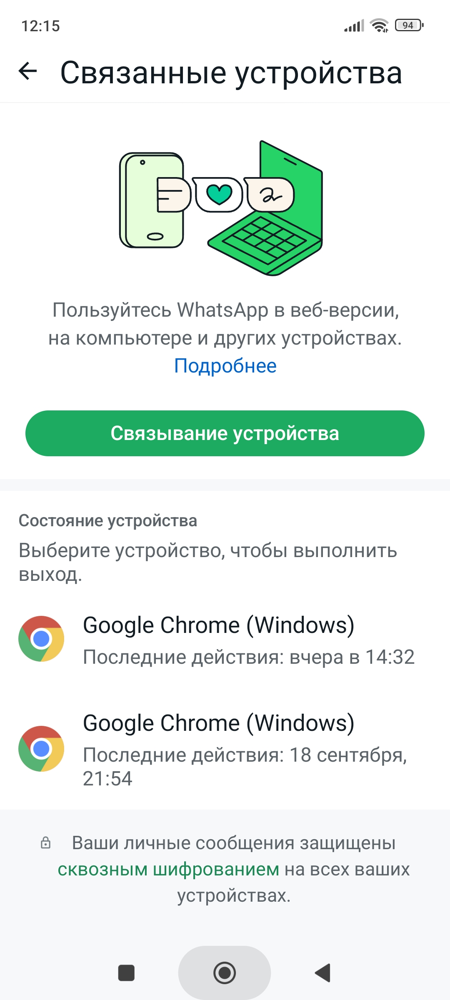 12:15
94
Связанные устройства
Пользуйтесь WhatsApp в веб-версии,
на компьютере и других устройствах.
Подробнее
Связывание устройства
Состояние устройства
Выберите устройство, чтобы выполнить
выход.
Google Chrome (Windows)
Последние действия: вчера в 14:32
Google Chrome (Windows)
Последние действия: 18 сентября,
21:54
Ваши личные сообщения защищены
сквозным шифрованием на всех ваших
устройствах.